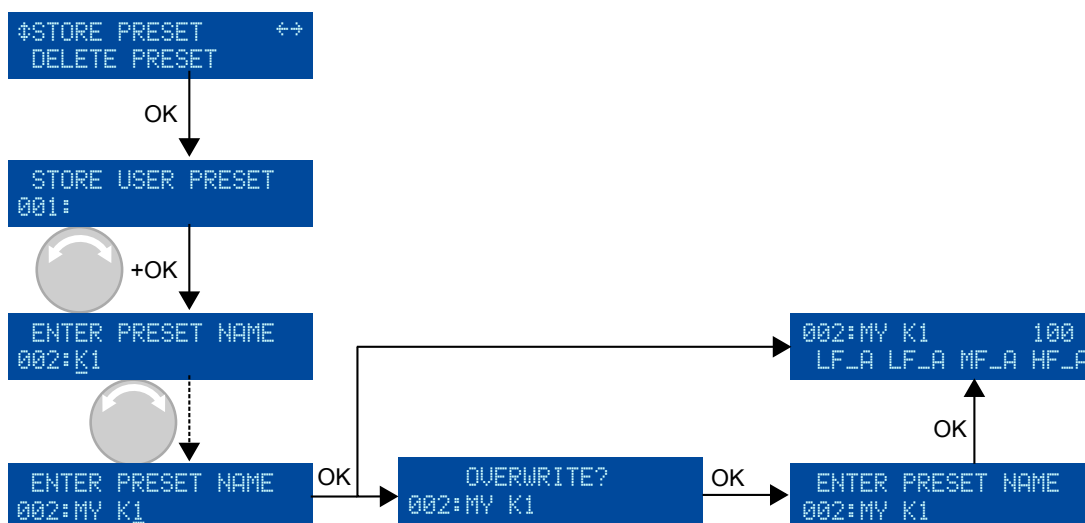 ↕STORE PRESET ↔
DELETE PRESET
OK
STORE USER PRESET
001:
+OK
ENTER PRESET NAME
002:K1
ENTER PRESET NAME
002:MY K1
OK
OVERWRITE?
002:MY K1
OK
ENTER PRESET NAME
002:MY K1
OK
002:MY K1 100
LF_A LF_A MF_A HF_A